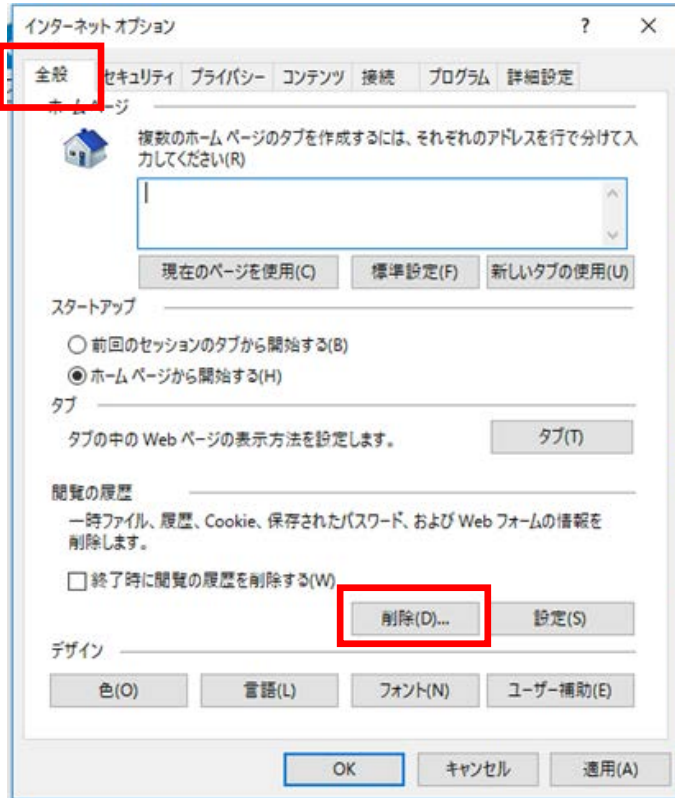 インターネット オプション ? ×
全般 セキュリティ プライバシー コンテンツ 接続 プログラム 詳細設定
ホーム ページ
複数のホーム ページのタブを作成するには、それぞれのアドレスを行で分けて入
力してください(R)
現在のページを使用(C) 標準設定(F) 新しいタブの使用(U)
スタートアップ
前回のセッションのタブから開始する(B)
ホーム ページから開始する(H)
タブ
タブの中の Web ページの表示方法を設定します。 タブ(T)
閲覧の履歴
一時ファイル、履歴、Cookie、保存されたパスワード、および Web フォームの情報を
削除します。
終了時に閲覧の履歴を削除する(W)
削除(D)... 設定(S)
デザイン
色(O) 言語(L) フォント(N) ユーザー補助(E)
OK キャンセル 適用(A)